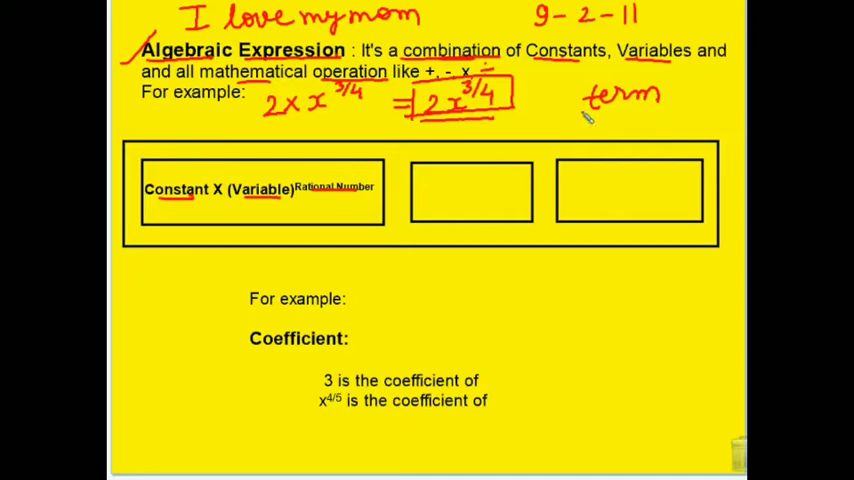 I love my mom 9-2-11
Algebraic Expression : It's a combination of Constants, Variables and
and all mathematical operation like +, -, x ÷
For example: 2 x x^3/4 = 2x^3/4 term
Constant X (Variable)^Rational Number
For example:
Coefficient:
3 is the coefficient of
x^4/5 is the coefficient of